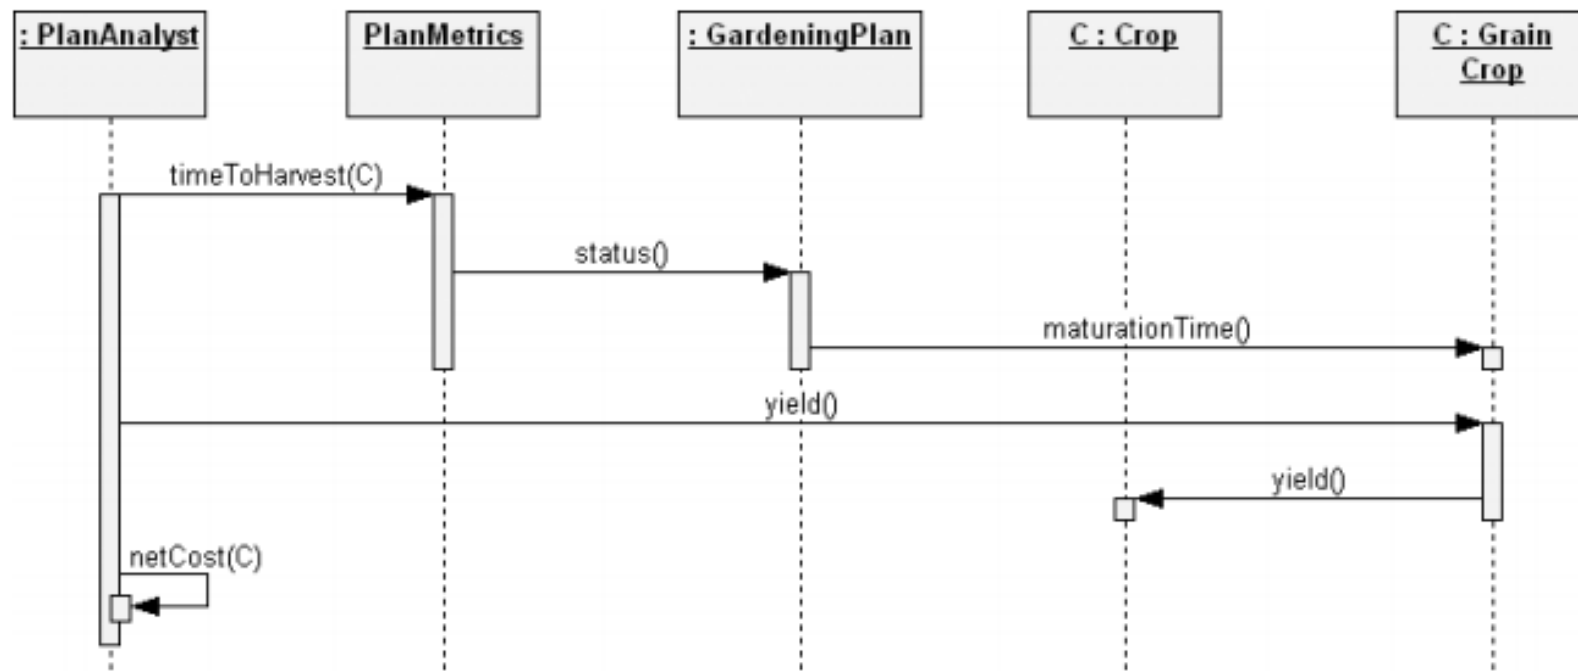 : PlanAnalyst
PlanMetrics
: GardeningPlan
C : Crop
C : Grain
Crop
timeToHarvest(C)
status()
maturationTime()
yield()
yield()
netCost(C)